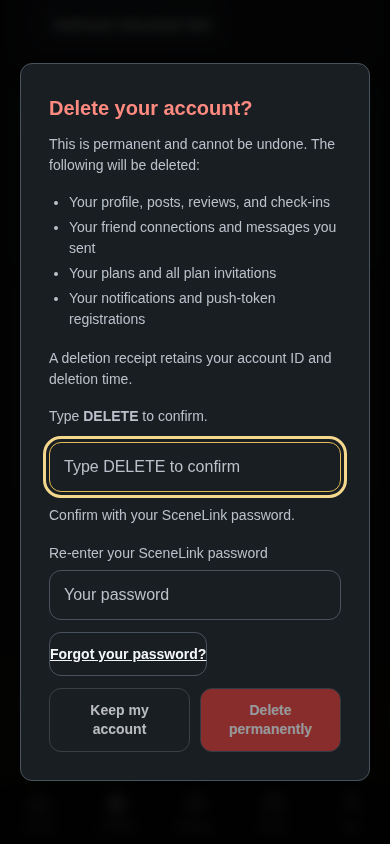 Delete your account?
This is permanent and cannot be undone. The
following will be deleted:
Your profile, posts, reviews, and check-ins
Your friend connections and messages you
sent
Your plans and all plan invitations
Your notifications and push-token
registrations
A deletion receipt retains your account ID and
deletion time.
Type DELETE to confirm.
Type DELETE to confirm
Confirm with your SceneLink password.
Re-enter your SceneLink password
Your password
Forgot your password?
Keep my
account
Delete
permanently